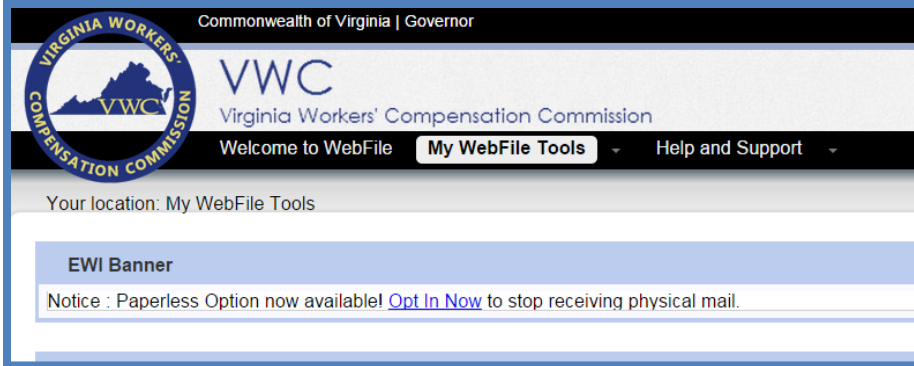 Commonwealth of Virginia | Governor
VIRGINIA WORKERS'
COMPENSATION COMMISSION
VWC
VWC
Virginia Workers' Compensation Commission
Welcome to WebFile My WebFile Tools Help and Support
Your location: My WebFile Tools
EWI Banner
Notice : Paperless Option now available! Opt In Now to stop receiving physical mail.